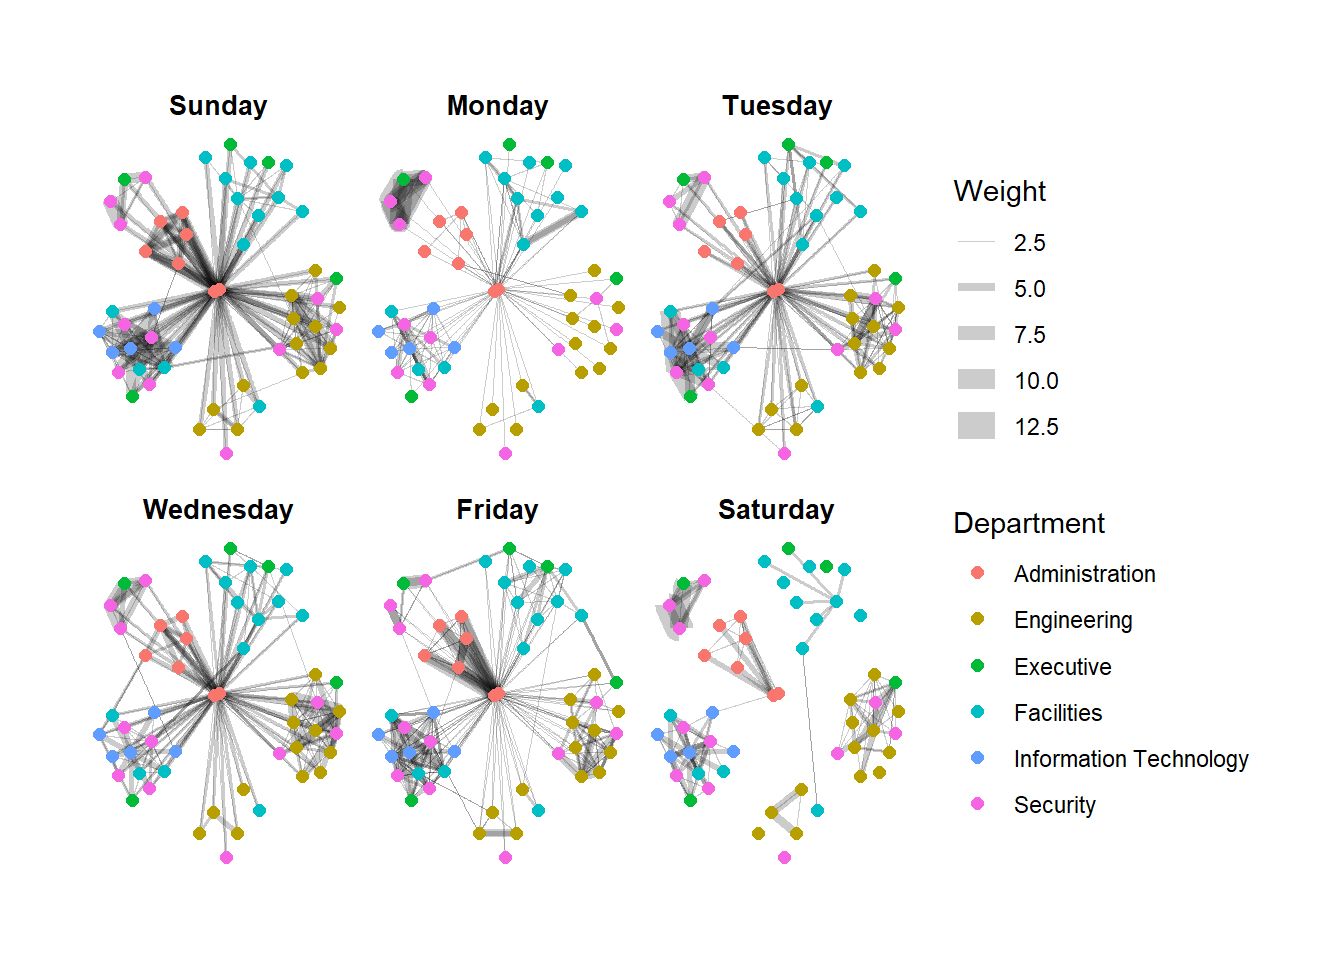 Sunday
Monday
Tuesday
Wednesday
Friday
Saturday
Weight
2.5
5.0
7.5
10.0
12.5
Department
Administration
Engineering
Executive
Facilities
Information Technology
Security